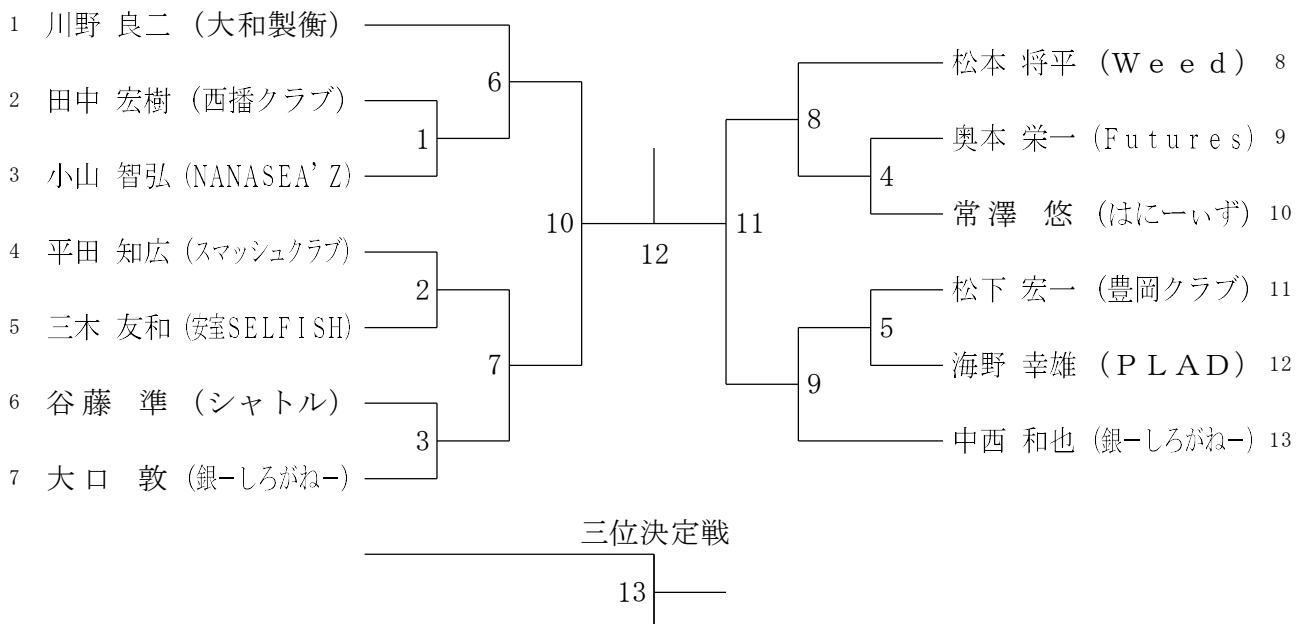 1 川野 良二 (大和製衡)
2 田中 宏樹 (西播クラブ)
3 小山 智弘 (NANASEA’Z)
4 平田 知広 (スマッシュクラブ)
5 三木 友和 (安室SELFISH)
6 谷藤 準 (シャトル)
7 大口 敦 (銀ーしろがねー)
6
1
2
7
3
10
12
11
8
4
5
9
松本 将平 (Weed) 8
奥本 栄一 (Futures) 9
常澤 悠 (はにーぃず) 10
松下 宏一 (豊岡クラブ) 11
海野 幸雄 (PLAD) 12
中西 和也 (銀ーしろがねー) 13
三位決定戦
13